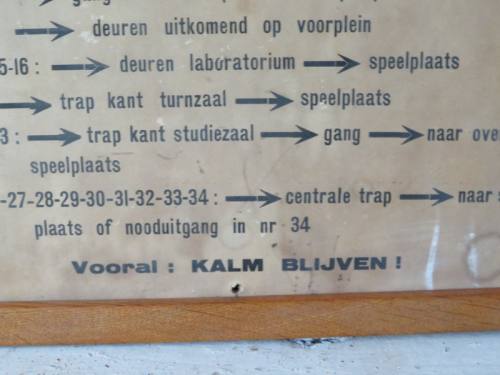 → deuren uitkomend op voorplein
5-16 : → deuren laboratorium → speelplaats
→ trap kant turnzaal → speelplaats
3 : → trap kant studiezaal → gang → naar ove
speelplaats
-27-28-29-30-31-32-33-34 : → centrale trap → naar
plaats of nooduitgang in nr 34
Vooral : KALM BLIJVEN !